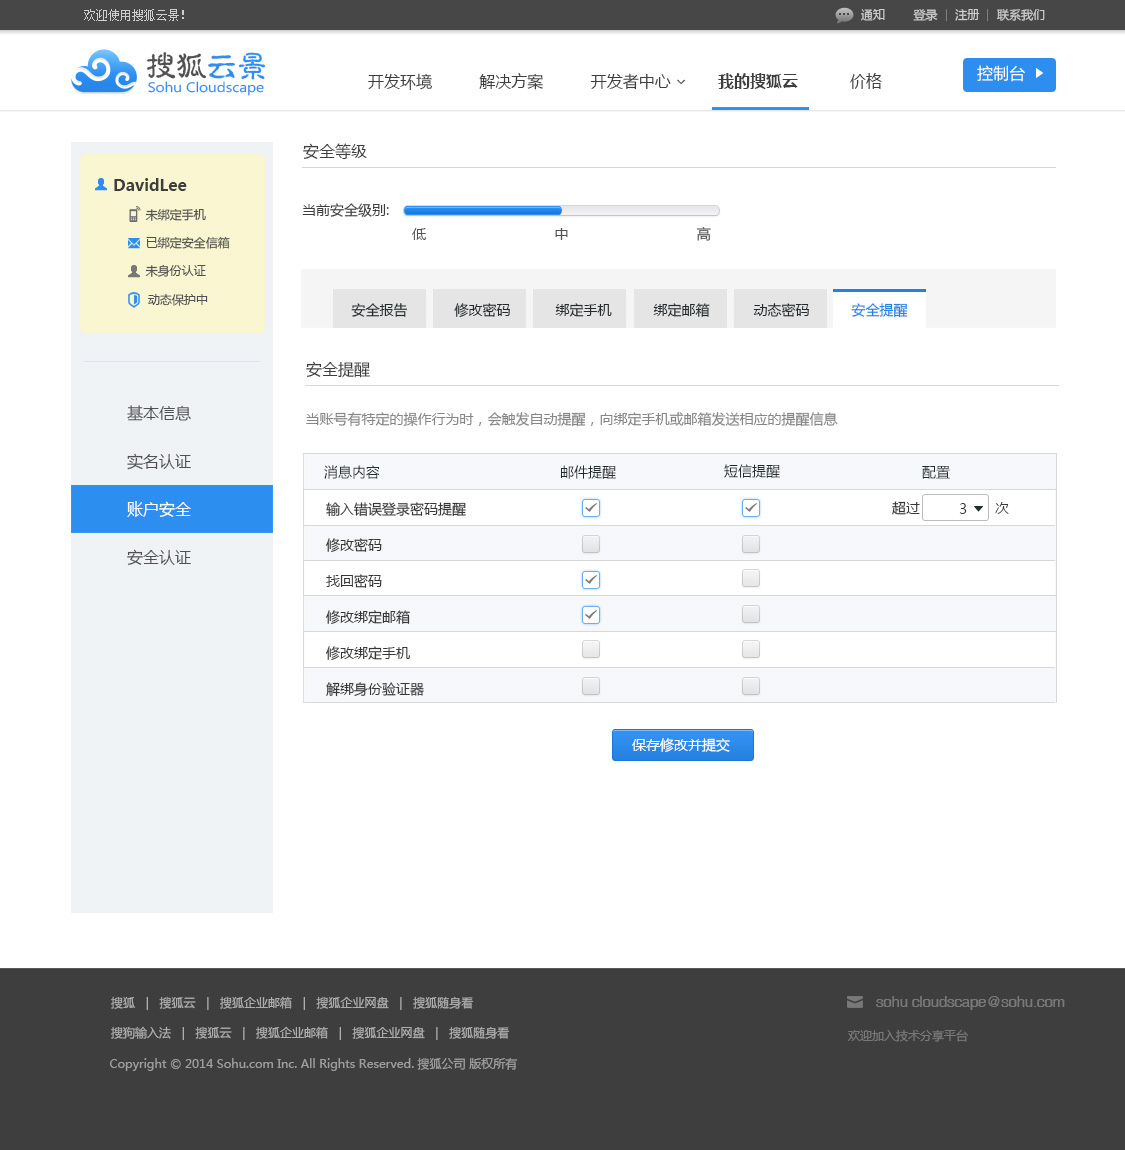 欢迎使用搜狐云景!
通知 登录 | 注册 | 联系我们
搜狐云景
Sohu Cloudscape
开发环境 解决方案 开发者中心 我的搜狐云 价格 控制台
DavidLee
未绑定手机
已绑定安全信箱
未身份认证
动态保护中
基本信息
实名认证
账户安全
安全认证
安全等级
当前安全级别:
低 中 高
安全报告 修改密码 绑定手机 绑定邮箱 动态密码 安全提醒
安全提醒
当账号有特定的操作行为时，会触发自动提醒，向绑定手机或邮箱发送相应的提醒信息
消息内容 邮件提醒 短信提醒 配置
输入错误登录密码提醒 超过 3 次
修改密码
找回密码
修改绑定邮箱
修改绑定手机
解绑身份验证器
保存修改并提交
搜狐 | 搜狐云 | 搜狐企业邮箱 | 搜狐企业网盘 | 搜狐随身看
搜狗输入法 | 搜狐云 | 搜狐企业邮箱 | 搜狐企业网盘 | 搜狐随身看
Copyright © 2014 Sohu.com Inc. All Rights Reserved. 搜狐公司 版权所有
sohu cloudscape@sohu.com
欢迎加入技术分享平台